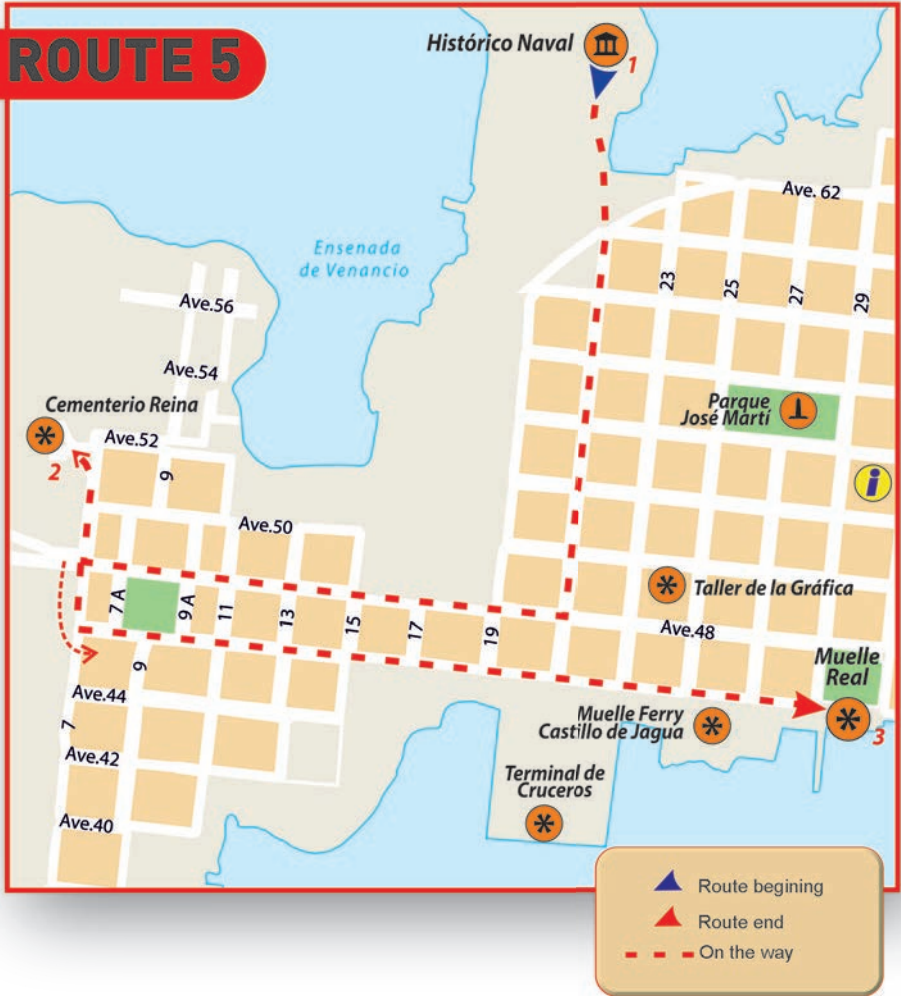 ROUTE 5
Histórico Naval
1
Ave. 62
Ensenada
de Venancio
23
25
27
29
Ave.56
Ave.54
Cementerio Reina
Parque
José Martí
Ave.52
2
9
i
Ave.50
7 A
9 A
11
13
15
17
19
Taller de la Gráfica
Ave.48
9
Muelle
Real
Ave.44
7
Muelle Ferry
Castillo de Jagua
3
Ave.42
Terminal de
Cruceros
Ave.40
Route begining
Route end
On the way